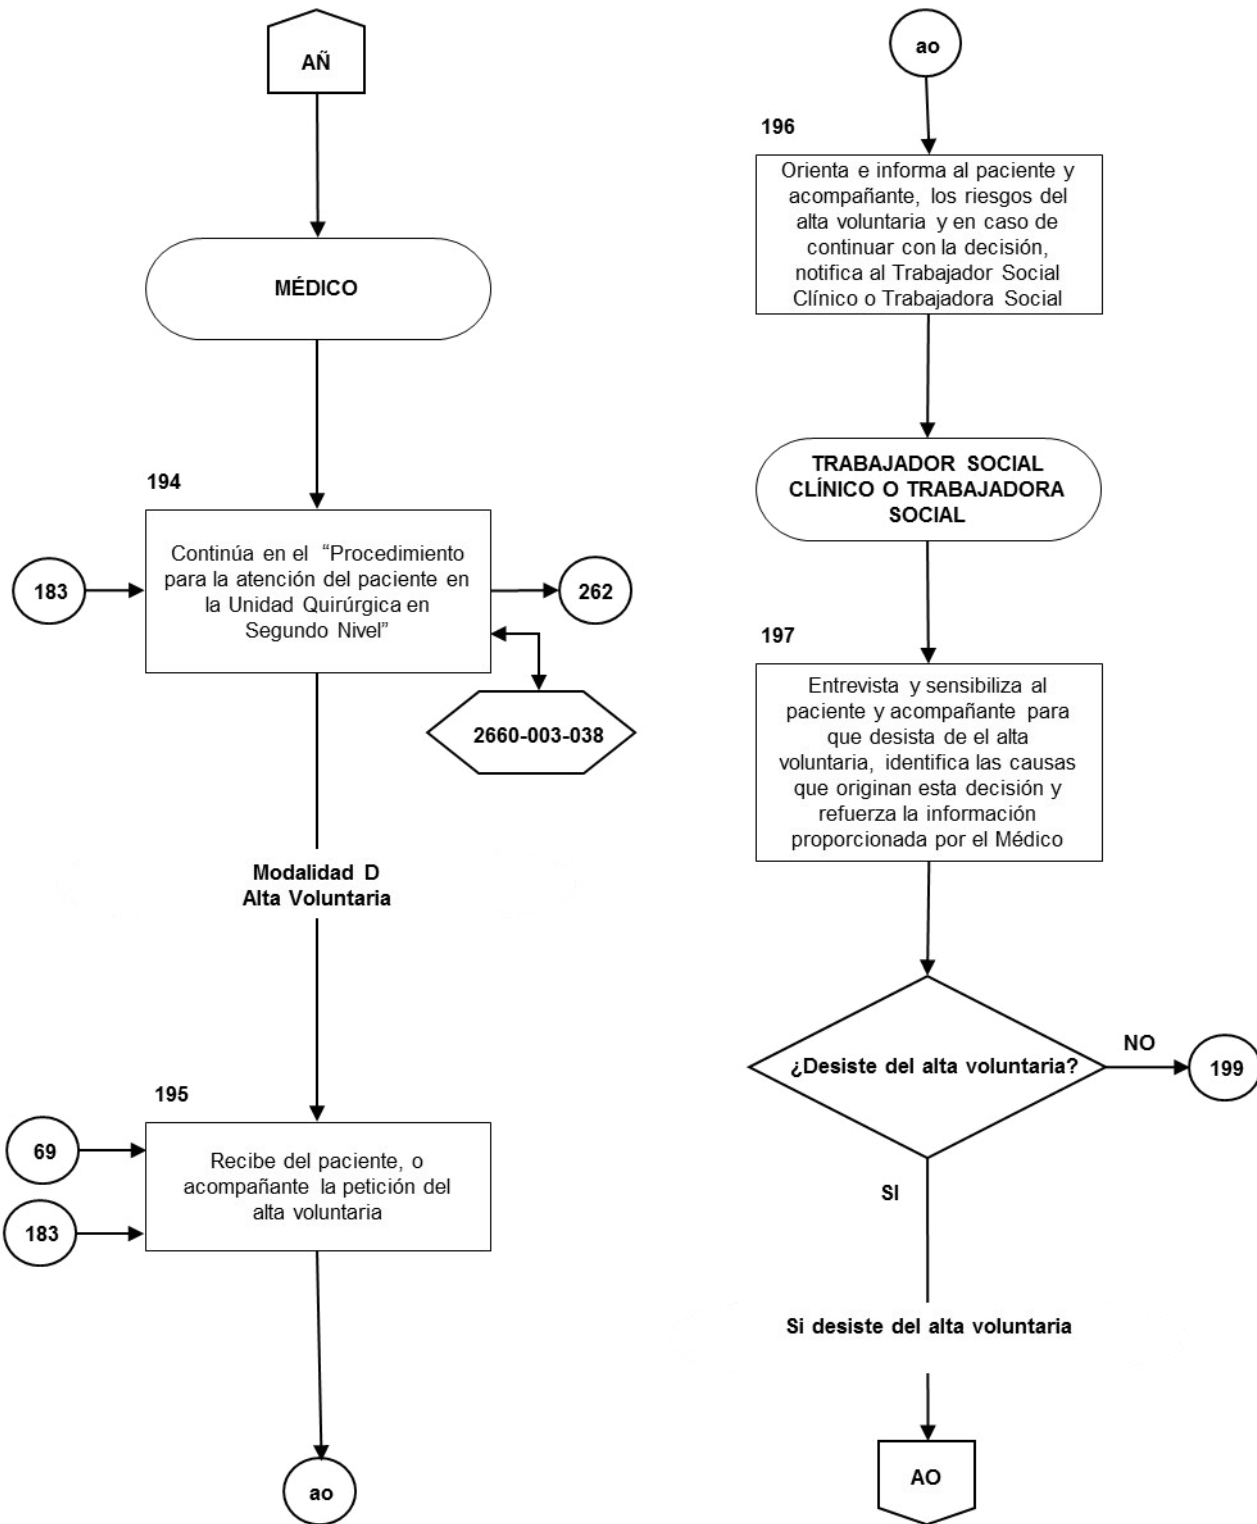 AÑ
MÉDICO
194
Continúa en el “Procedimiento
para la atención del paciente en
la Unidad Quirúrgica en
Segundo Nivel”
183
262
2660-003-038
Modalidad D
Alta Voluntaria
195
69
183
Recibe del paciente, o
acompañante la petición del
alta voluntaria
ao
ao
196
Orienta e informa al paciente y
acompañante, los riesgos del
alta voluntaria y en caso de
continuar con la decisión,
notifica al Trabajador Social
Clínico o Trabajadora Social
TRABAJADOR SOCIAL
CLÍNICO O TRABAJADORA
SOCIAL
197
Entrevista y sensibiliza al
paciente y acompañante para
que desista de el alta
voluntaria, identifica las causas
que originan esta decisión y
refuerza la información
proporcionada por el Médico
¿Desiste del alta voluntaria?
NO
199
SI
Si desiste del alta voluntaria
AO